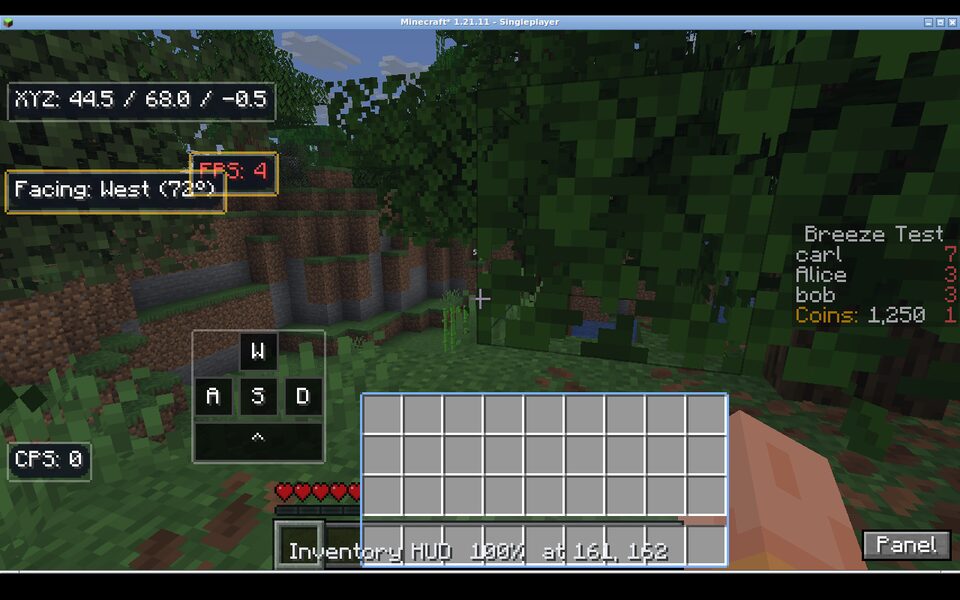 Minecraft* 1.21.11 - Singleplayer
XYZ: 44.5 / 68.0 / -0.5
FPS: 4
Facing: West (72°)
Breeze Test
carl 7
Alice 3
bob 3
Coins: 1,250 1
W
A S D
^
CPS: 0
Inventory HUD 100% at 161, 162
Panel